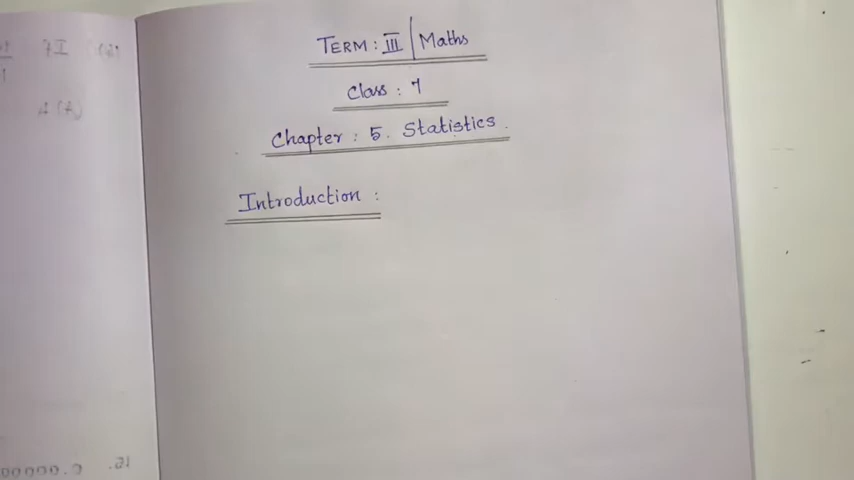 TERM : III | Maths
Class : 7
Chapter : 5. Statistics.
Introduction :